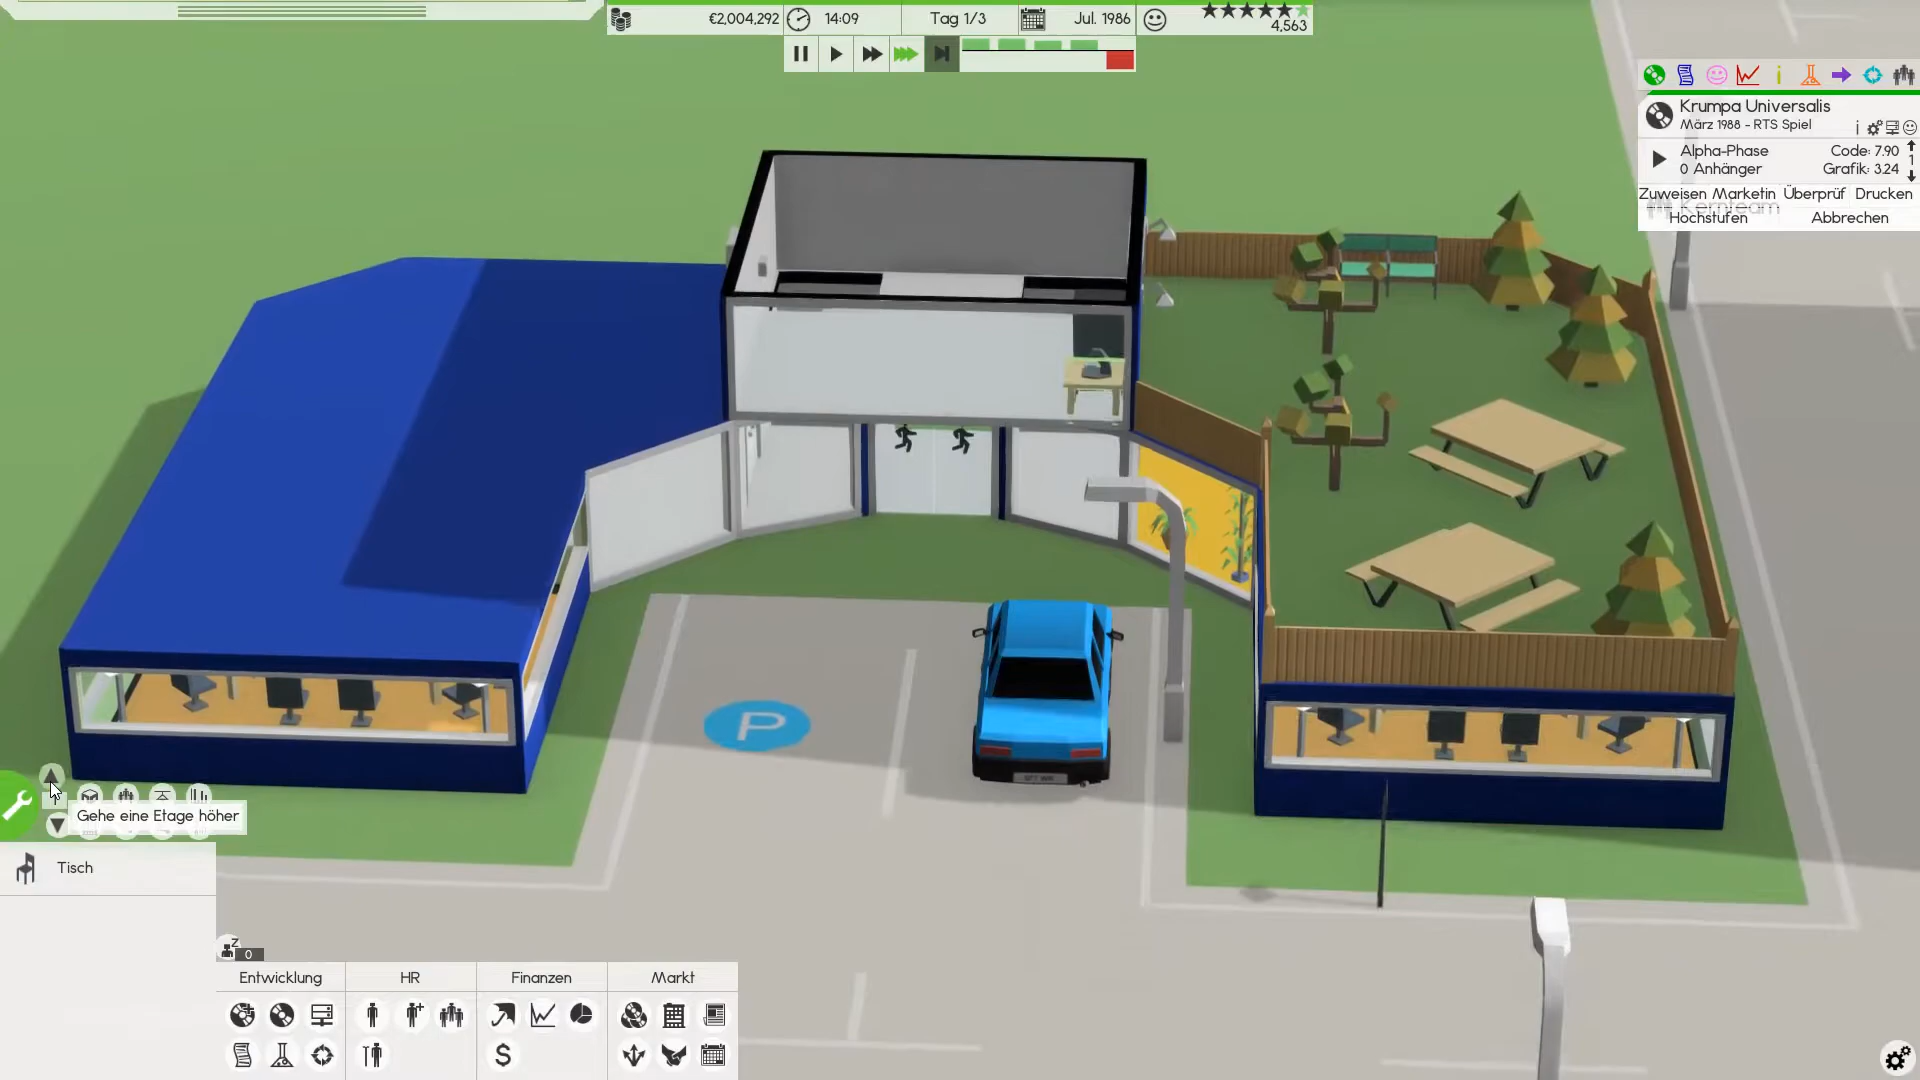 €2,004,292
14:09
Tag 1/3
Jul. 1986
4,563
Krumpa Universalis
März 1988 - RTS Spiel
Alpha-Phase
Code: 7.90
0 Anhänger
Grafik: 3.24
1
Zuweisen Marketin Überprüf Drucken
Kernteam
Hochstufen
Abbrechen
P
Gehe eine Etage höher
Tisch
z
0
Entwicklung
HR
Finanzen
Markt